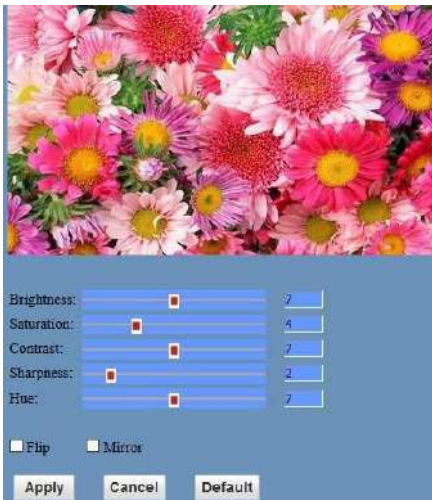 Brightness: 7
Saturation: 4
Contrast: 7
Sharpness: 2
Hue: 7
Flip Mirror
Apply Cancel Default